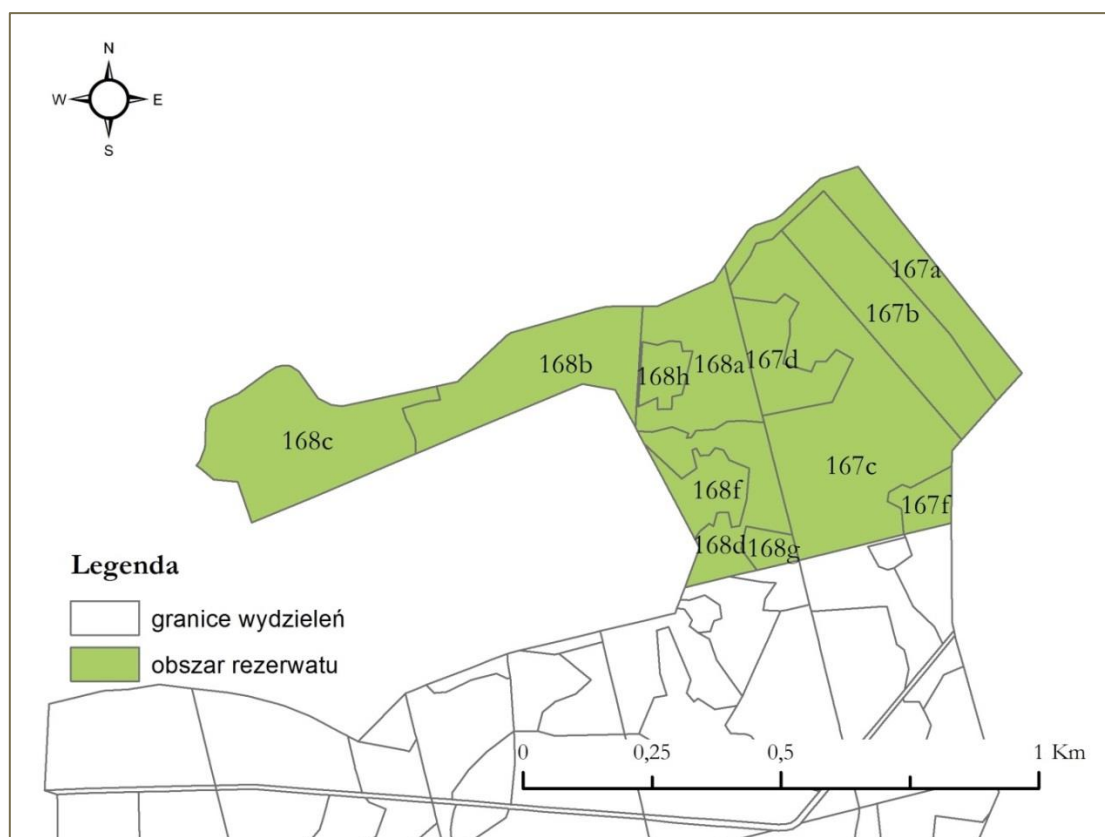 N
W E
S
167a
167b
168b
168h
168a
167d
168c
167c
168f
167f
168d
168g
Legenda
granice wydzieleń
obszar rezerwatu
0 0,25 0,5 1 Km